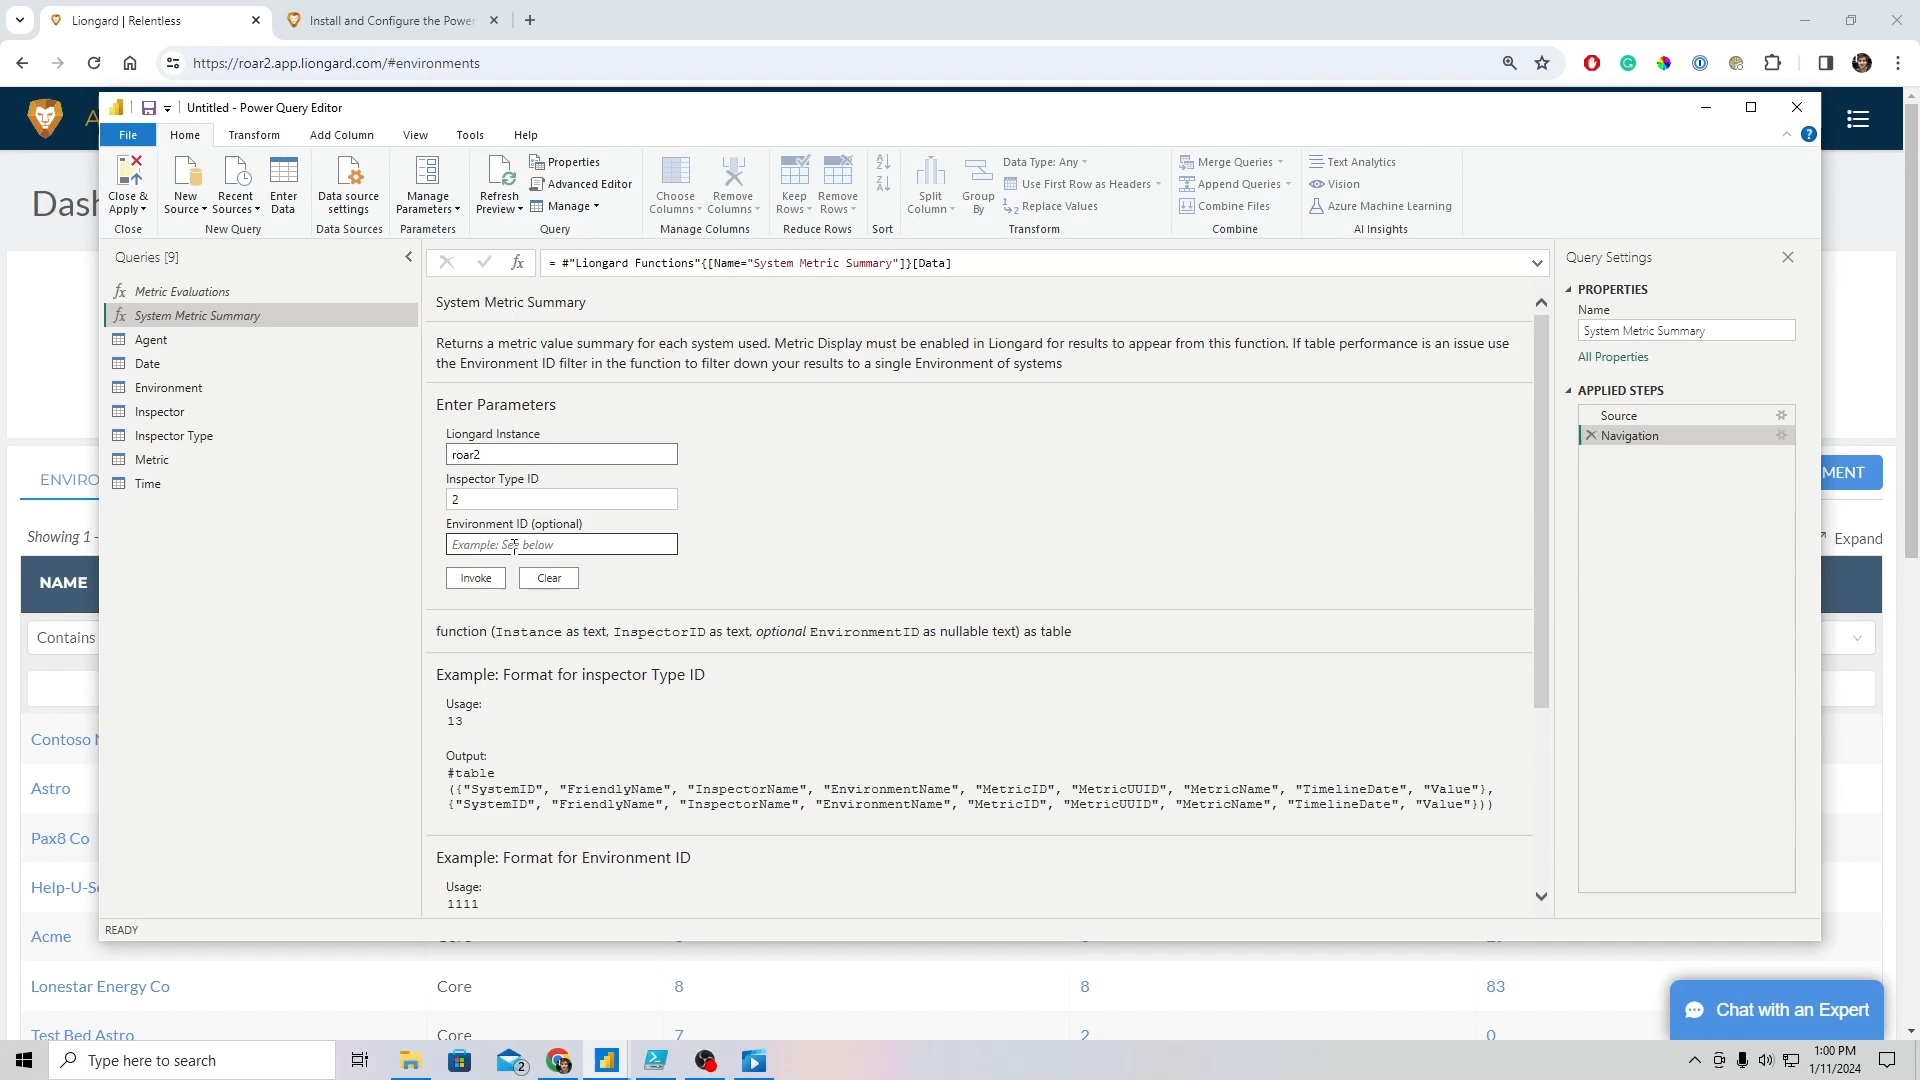 Liongard | Relentless
Install and Configure the Power
https://roar2.app.liongard.com/#environments
Untitled - Power Query Editor
File
Home
Transform
Add Column
View
Tools
Help
Close &
Apply
New
Source
Recent
Sources
Enter
Data
Data source
settings
Manage
Parameters
Refresh
Preview
Properties
Advanced Editor
Manage
Choose
Columns
Remove
Columns
Keep
Rows
Remove
Rows
Split
Column
Group
By
Data Type: Any
Use First Row as Headers
Replace Values
Merge Queries
Append Queries
Combine Files
Text Analytics
Vision
Azure Machine Learning
Close
New Query
Data Sources
Parameters
Query
Manage Columns
Reduce Rows
Sort
Transform
Combine
AI Insights
Dash
Queries [9]
Metric Evaluations
System Metric Summary
Agent
Date
Environment
Inspector
Inspector Type
Metric
Time
= #"Liongard Functions"{[Name="System Metric Summary"]}[Data]
System Metric Summary
Returns a metric value summary for each system used. Metric Display must be enabled in Liongard for results to appear from this function. If table performance is an issue use
the Environment ID filter in the function to filter down your results to a single Environment of systems
Enter Parameters
Liongard Instance
roar2
Inspector Type ID
2
Environment ID (optional)
Example: See below
Invoke
Clear
function (Instance as text, InspectorID as text, optional EnvironmentID as nullable text) as table
Example: Format for inspector Type ID
Usage:
13
Output:
#table
({"SystemID", "FriendlyName", "InspectorName", "EnvironmentName", "MetricID", "MetricUUID", "MetricName", "TimelineDate", "Value"},
{"SystemID", "FriendlyName", "InspectorName", "EnvironmentName", "MetricID", "MetricUUID", "MetricName", "TimelineDate", "Value"}))
Example: Format for Environment ID
Usage:
1111
Query Settings
PROPERTIES
Name
System Metric Summary
All Properties
APPLIED STEPS
Source
Navigation
READY
ENVIRO
MENT
Showing 1 -
Expand
NAME
Contains
Contoso
Astro
Pax8 Co
Help-U-Se
Acme
Lonestar Energy Co
Core
8
8
83
Test Bed Astro
Core
7
2
0
Chat with an Expert
Type here to search
2
1:00 PM
1/11/2024